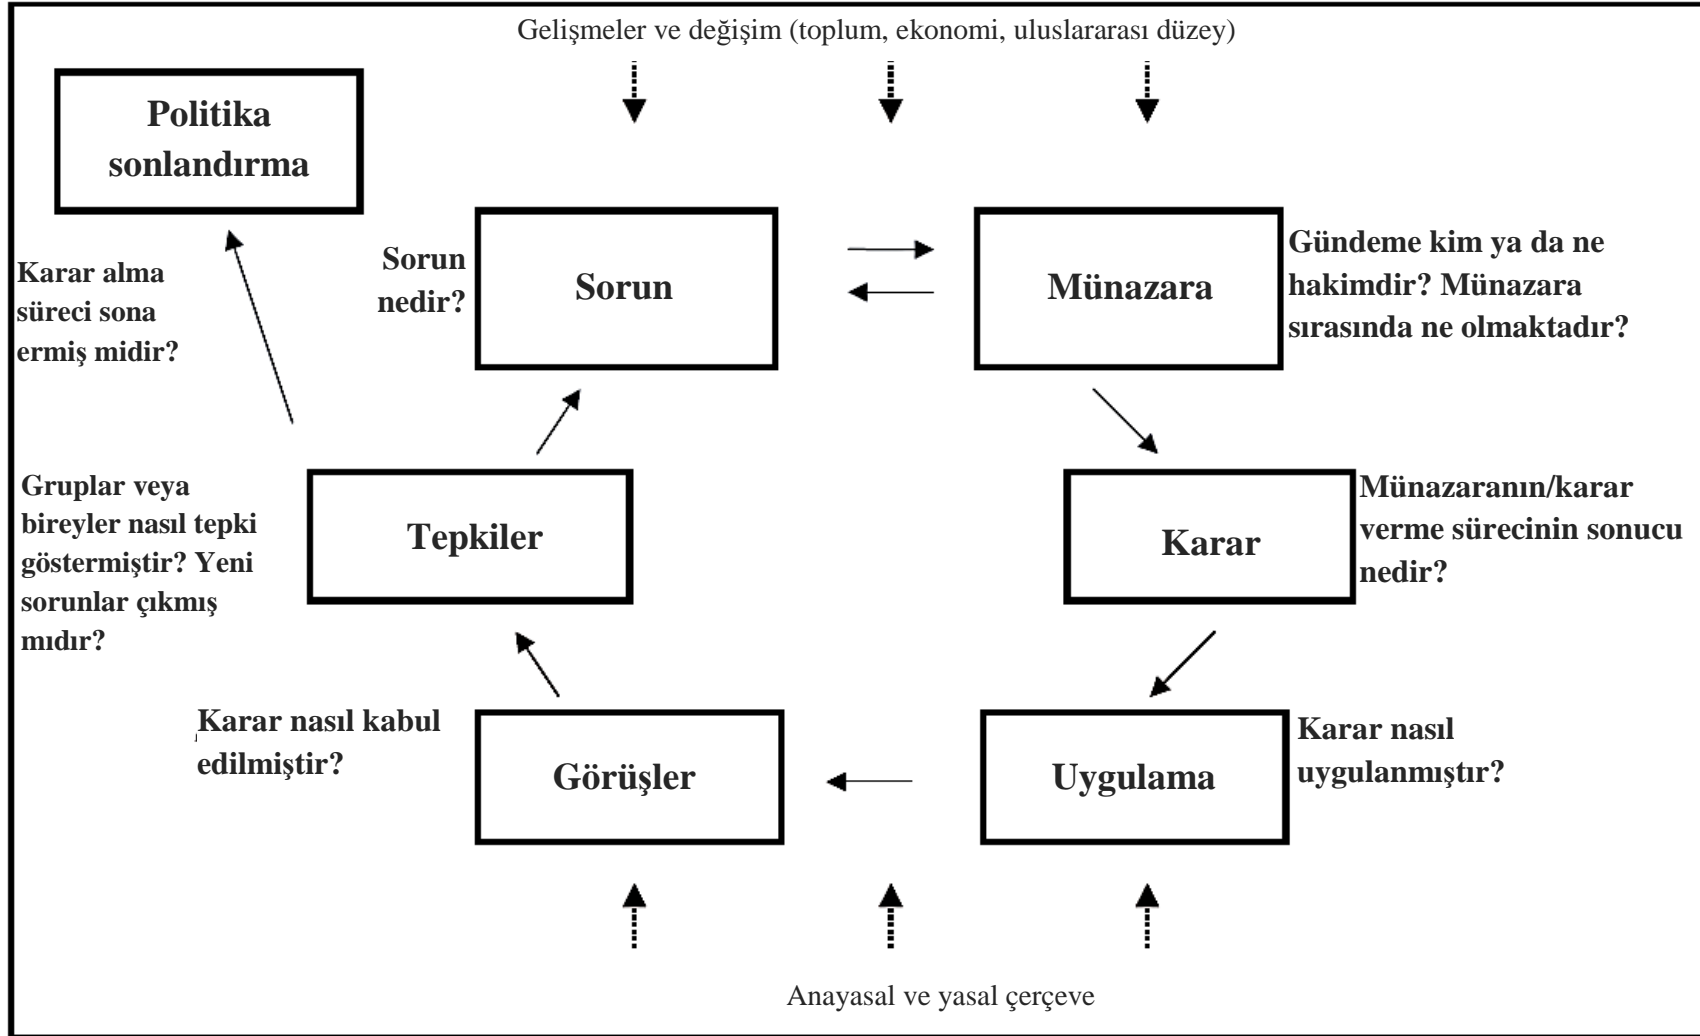 Gelişmeler ve değişim (toplum, ekonomi, uluslararası düzey)
Politika
sonlandırma
Karar alma
süreci sona
ermiş midir?
Sorun
nedir?
Sorun
Münazara
Gündeme kim ya da ne
hakimdir? Münazara
sırasında ne olmaktadır?
Gruplar veya
bireyler nasıl tepki
göstermiştir? Yeni
sorunlar çıkmış
mıdır?
Tepkiler
Karar
Münazaranın/karar
verme sürecinin sonucu
nedir?
Karar nasıl kabul
edilmiştir?
Görüşler
Uygulama
Karar nasıl
uygulanmıştır?
Anayasal ve yasal çerçeve